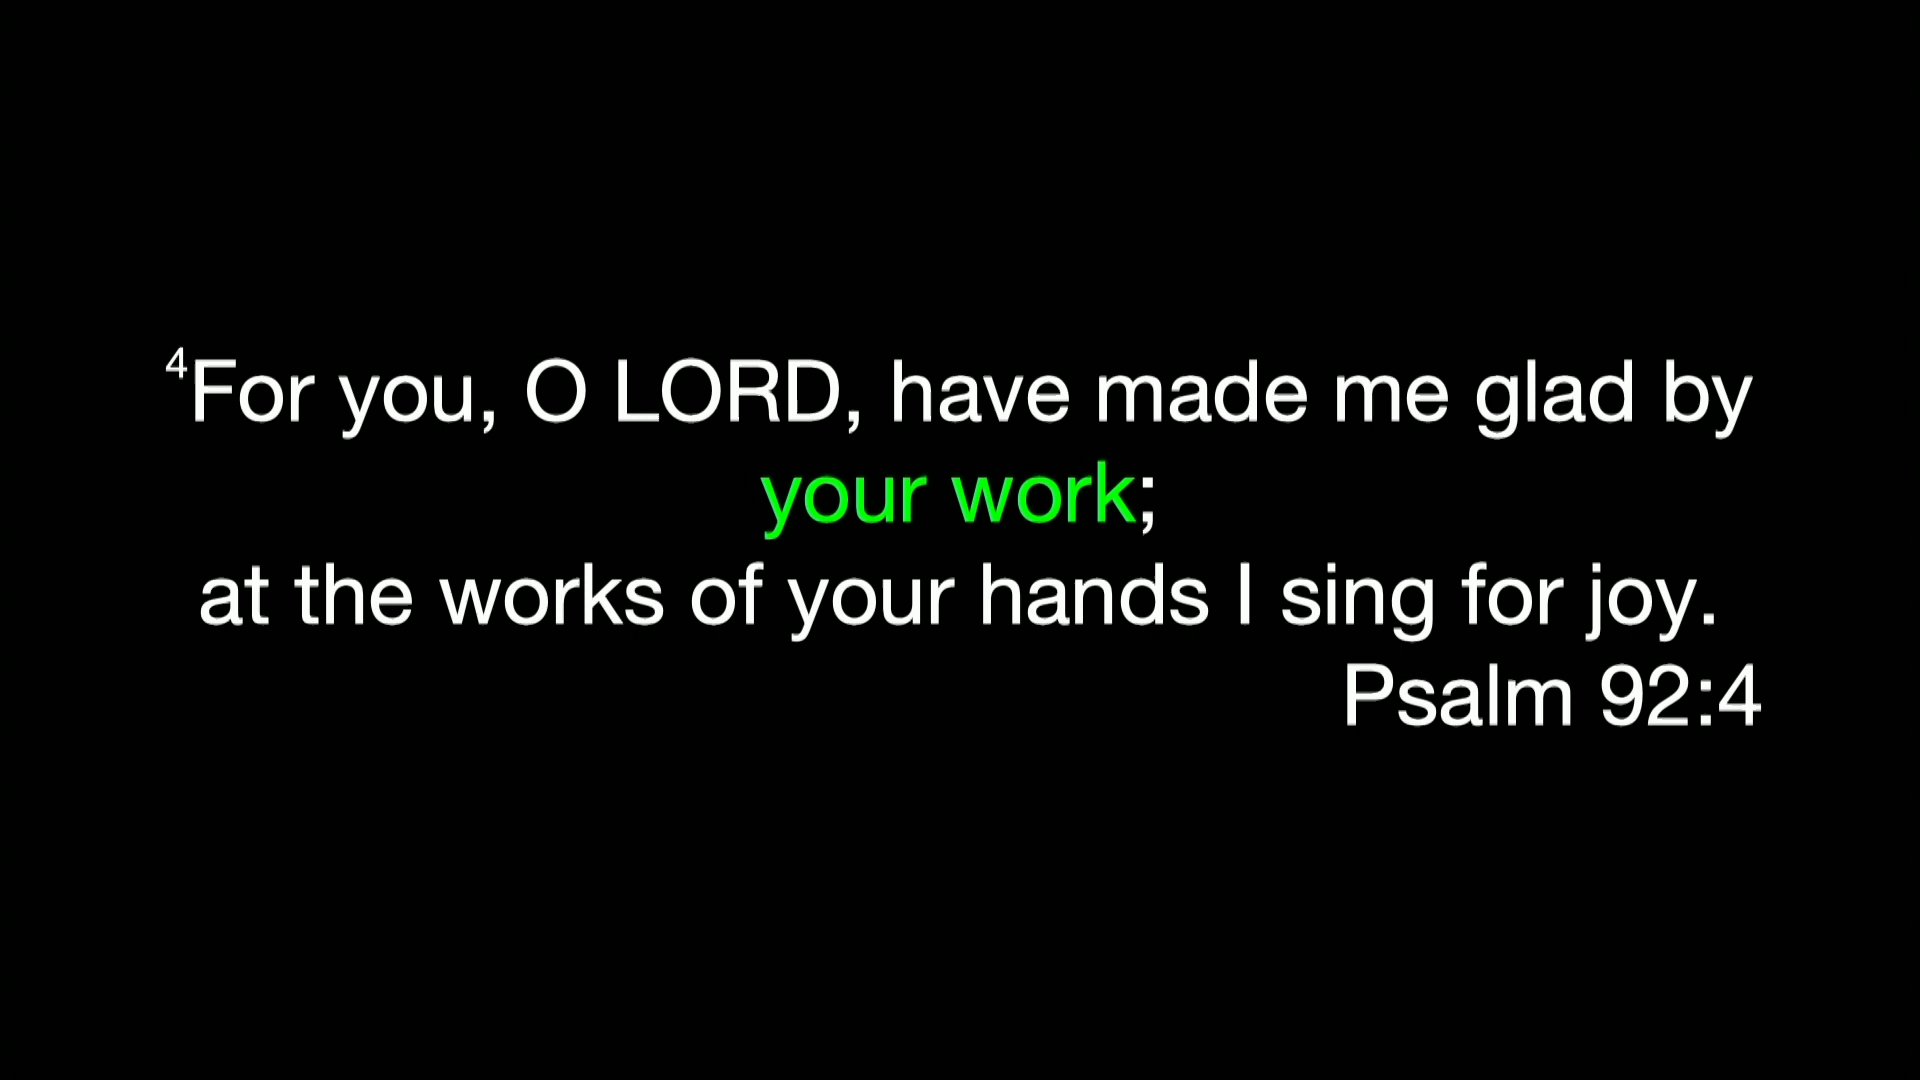 ⁴For you, O LORD, have made me glad by
your work;
at the works of your hands I sing for joy.
Psalm 92:4